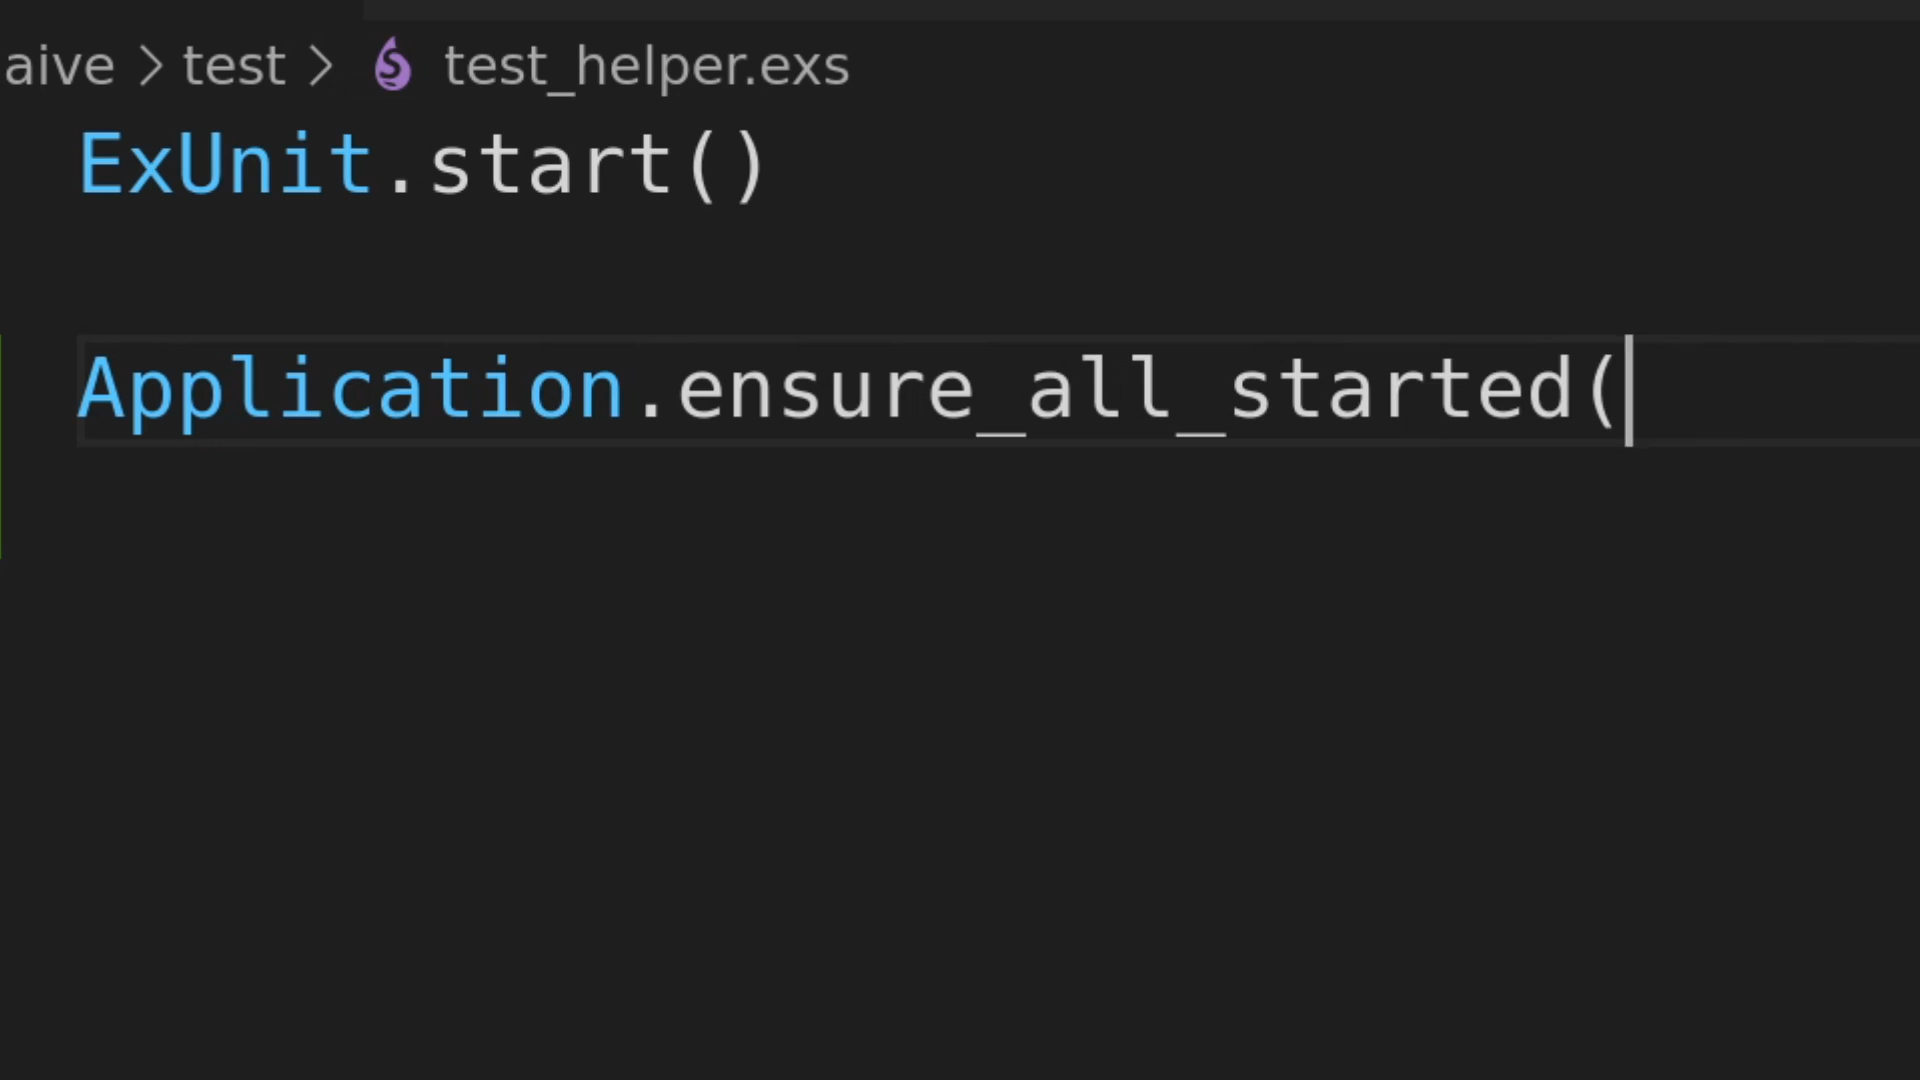 aive > test > test_helper.exs
ExUnit.start()
Application.ensure_all_started(